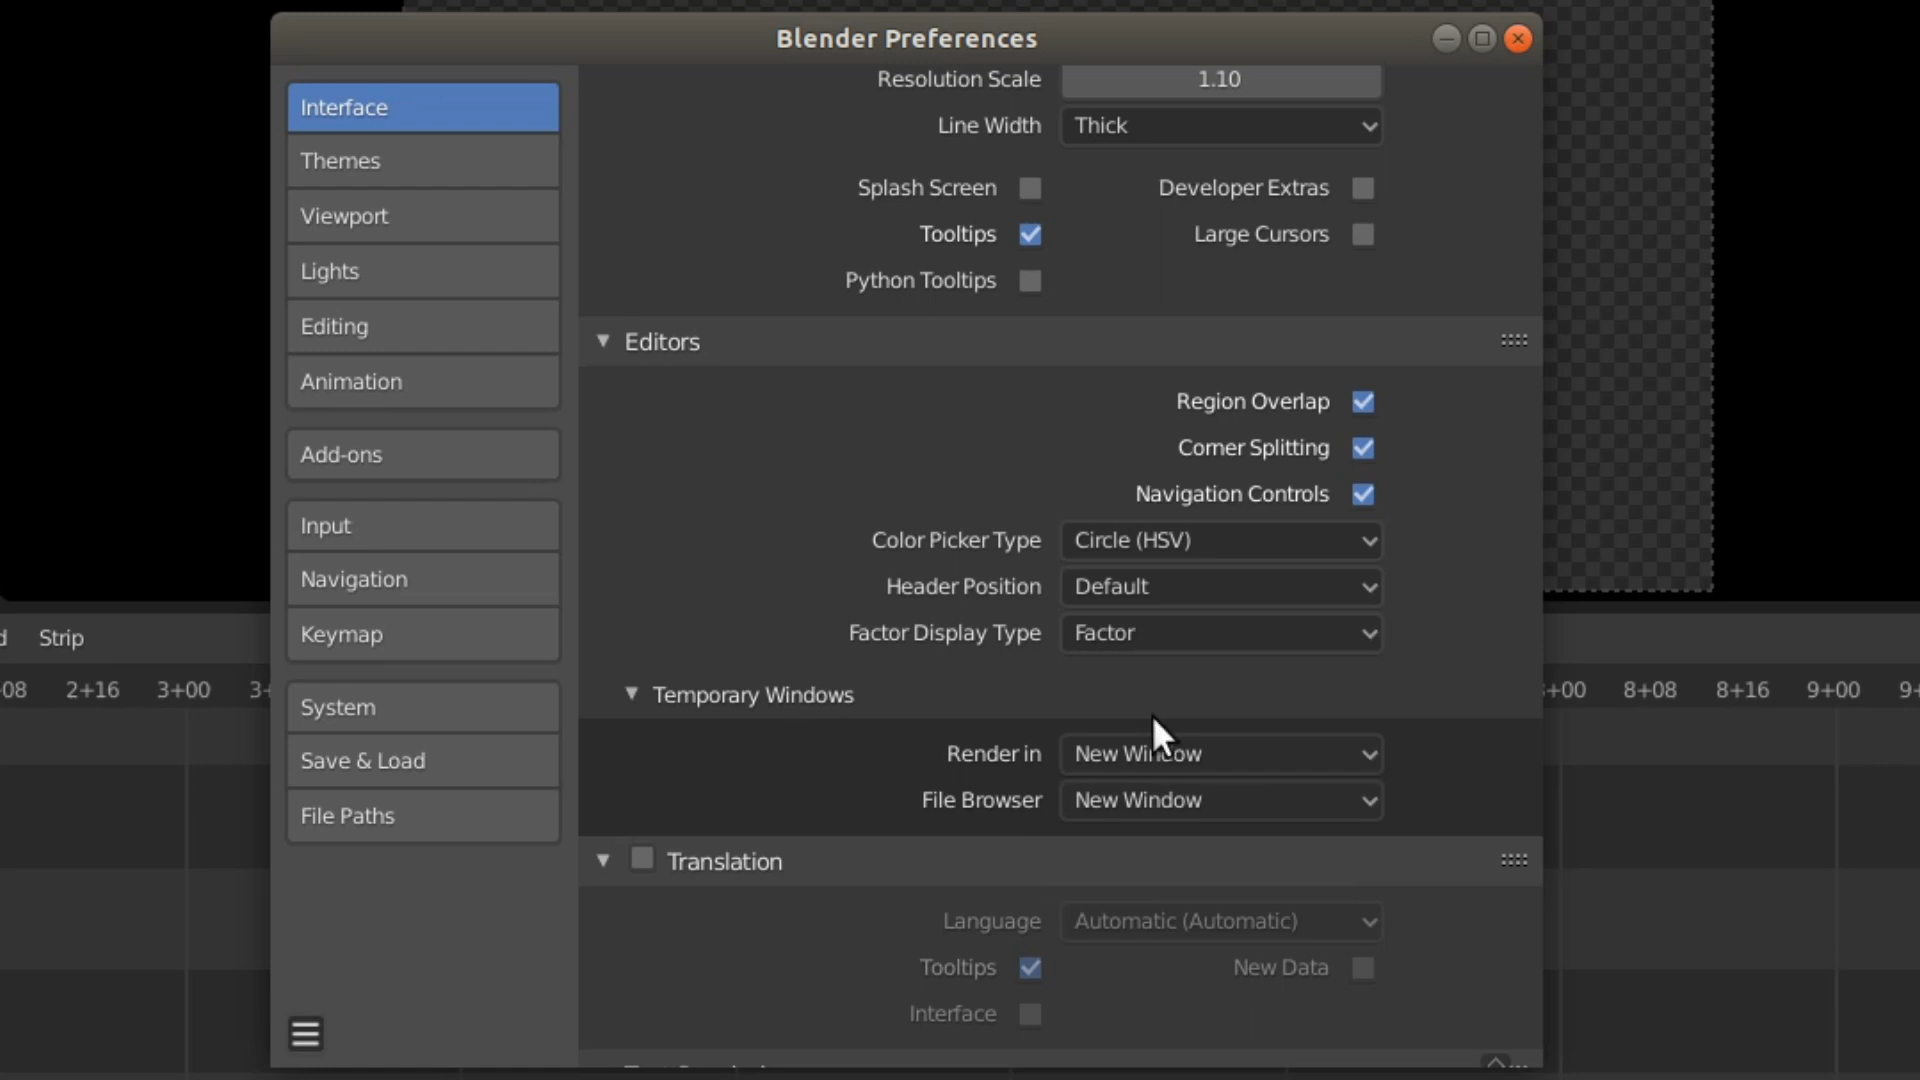 Blender Preferences
Interface
Themes
Viewport
Lights
Editing
Animation
Add-ons
Input
Navigation
Keymap
System
Save & Load
File Paths
Resolution Scale 1.10
Line Width Thick
Splash Screen Developer Extras
Tooltips Large Cursors
Python Tooltips
Editors
Region Overlap
Corner Splitting
Navigation Controls
Color Picker Type Circle (HSV)
Header Position Default
Factor Display Type Factor
Temporary Windows
Render in New Window
File Browser New Window
Translation
Language Automatic (Automatic)
Tooltips New Data
Interface
Strip
2+16 3+00
8+08 8+16 9+00